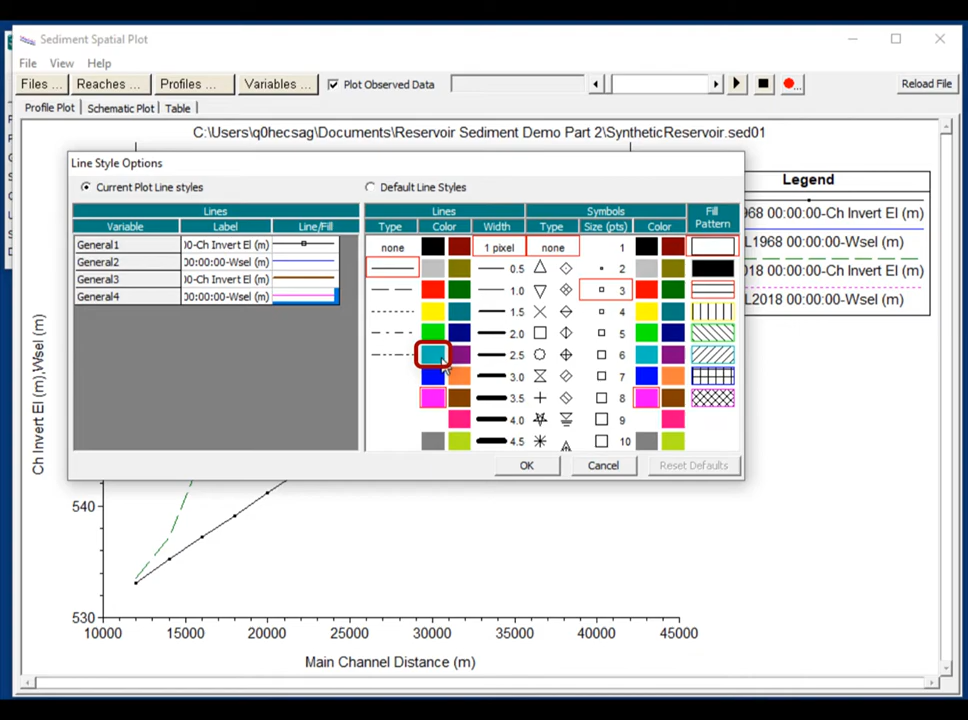 Sediment Spatial Plot
File View Help
Files ... Reaches ... Profiles ... Variables ... Plot Observed Data Reload File
Profile Plot Schematic Plot Table
C:\Users\q0hecsag\Documents\Reservoir Sediment Demo Part 2\SyntheticReservoir.sed01
Line Style Options
Current Plot Line styles Default Line Styles
Lines Lines Symbols Fill
Variable Label Line/Fill Type Color Width Type Size (pts) Color Pattern
General1 )0-Ch Invert El (m) none 1 pixel none 1
General2 00:00-Wsel (m) 0.5 2
General3 )0-Ch Invert El (m) 1.0 3
General4 00:00-Wsel (m) 1.5 4
2.0 5
2.5 6
3.0 7
3.5 8
4.0 9
4.5 10
OK Cancel Reset Defaults
Legend
968 00:00:00-Ch Invert El (m)
L1968 00:00:00-Wsel (m)
018 00:00:00-Ch Invert El (m)
L2018 00:00:00-Wsel (m)
Ch Invert El (m),Wsel (m)
540
530
10000 15000 20000 25000 30000 35000 40000 45000
Main Channel Distance (m)